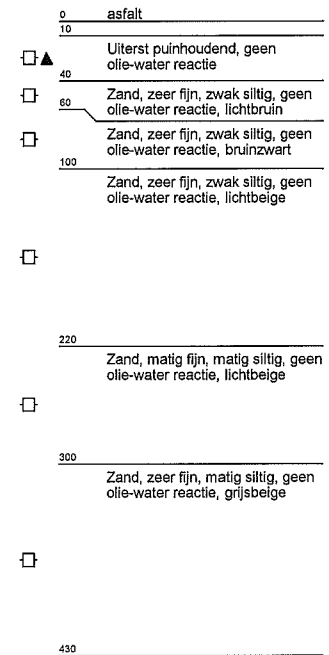 0 asfalt
10
Uiterst puinhoudend, geen
olie-water reactie
40
Zand, zeer fijn, zwak siltig, geen
olie-water reactie, lichtbruin
60
Zand, zeer fijn, zwak siltig, geen
olie-water reactie, bruinzwart
100
Zand, zeer fijn, zwak siltig, geen
olie-water reactie, lichtbeige
220
Zand, matig fijn, matig siltig, geen
olie-water reactie, lichtbeige
300
Zand, zeer fijn, matig siltig, geen
olie-water reactie, grijsbeige
430